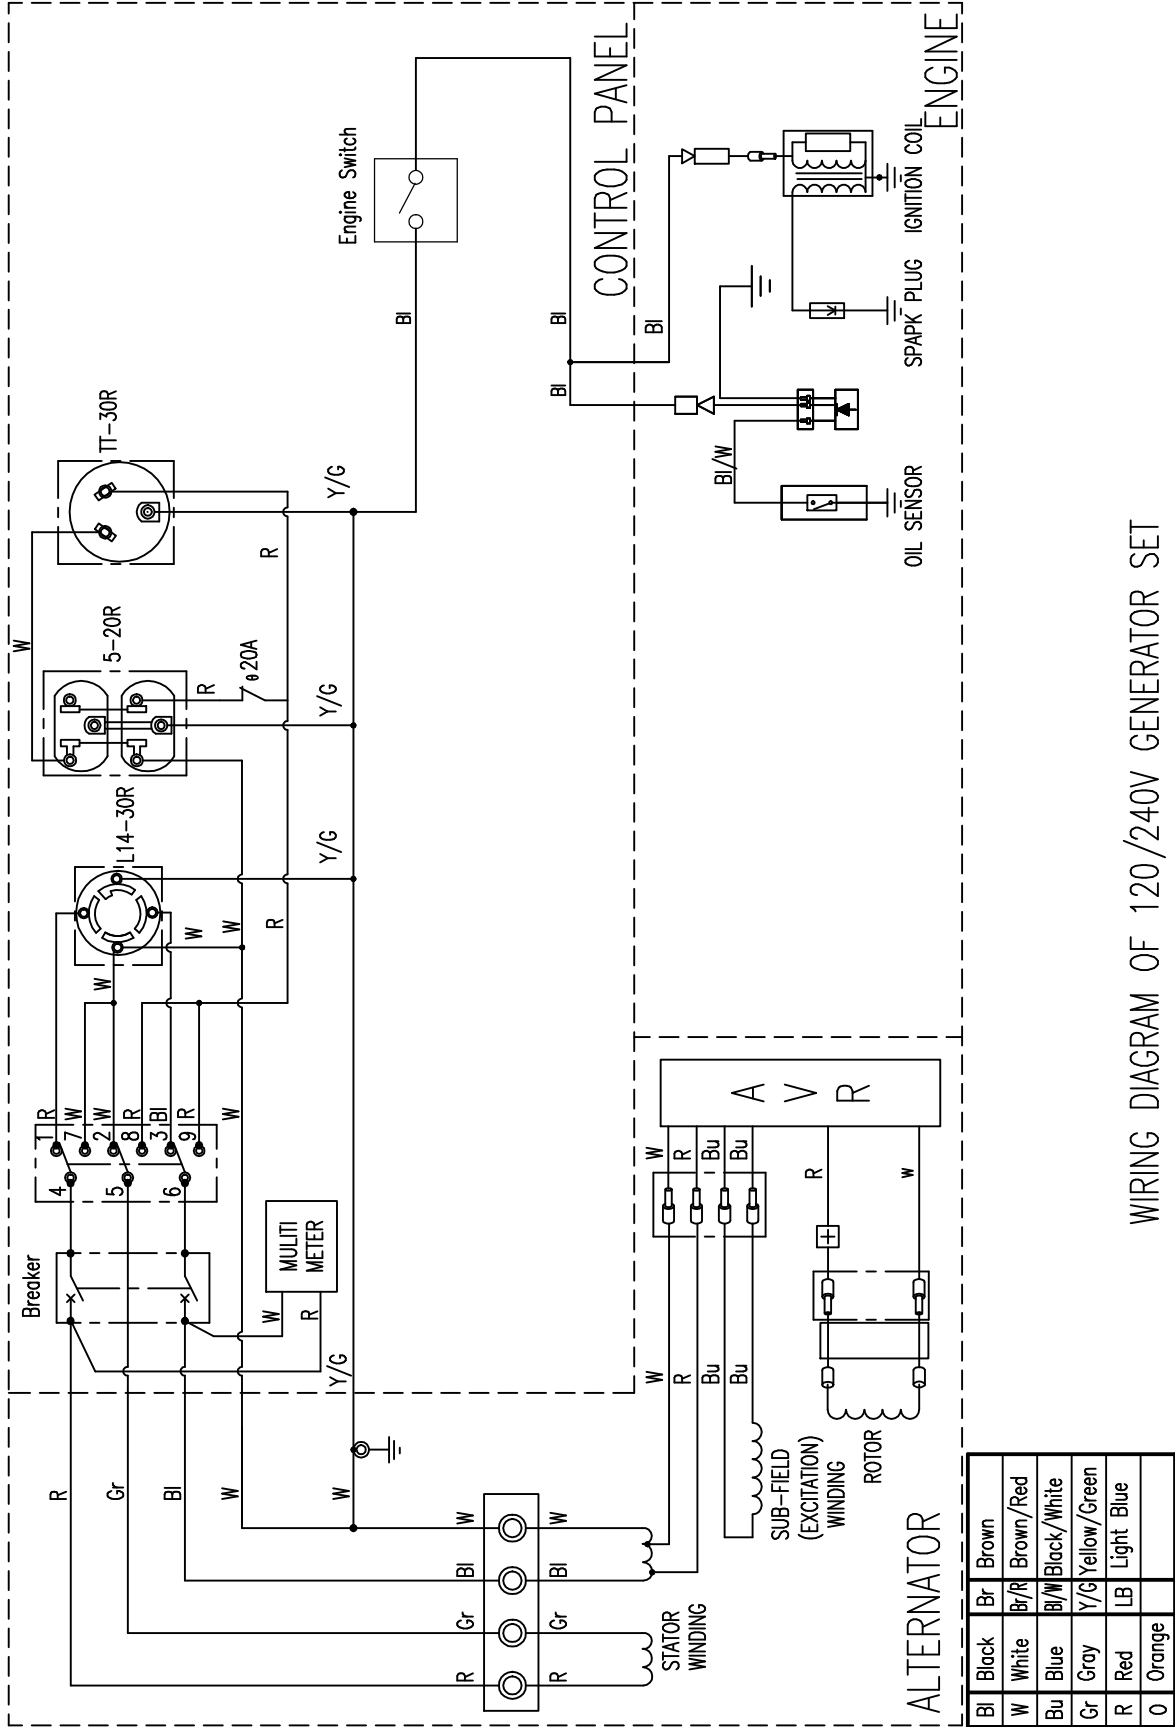 WIRING DIAGRAM OF 120/240V GENERATOR SET
CONTROL PANEL
ENGINE
ALTERNATOR
Breaker
MULITI
METER
L14-30R
5-20R
TT-30R
20A
Engine Switch
1
7
2
8
3
9
4
5
6
R
W
W
R
Bl
R
W
W
W
W
R
R
R
W
Y/G
Y/G
Y/G
Y/G
W
R
R
Gr
Bl
W
W
R
Gr
Bl
W
R
Gr
Bl
W
STATOR
WINDING
SUB-FIELD
(EXCITATION)
WINDING
ROTOR
W
R
Bu
Bu
W
R
Bu
Bu
R
W
AVR
Bl
Bl
Bl
Bl
Bl/W
OIL SENSOR
SPAPK PLUG
IGNITION COIL
Bl Black Br Brown
W White Br/R Brown/Red
Bu Blue Bl/W Black/White
Gr Gray Y/G Yellow/Green
R Red LB Light Blue
O Orange